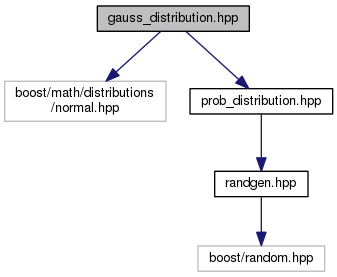 gauss_distribution.hpp
boost/math/distributions
/normal.hpp
prob_distribution.hpp
randgen.hpp
boost/random.hpp